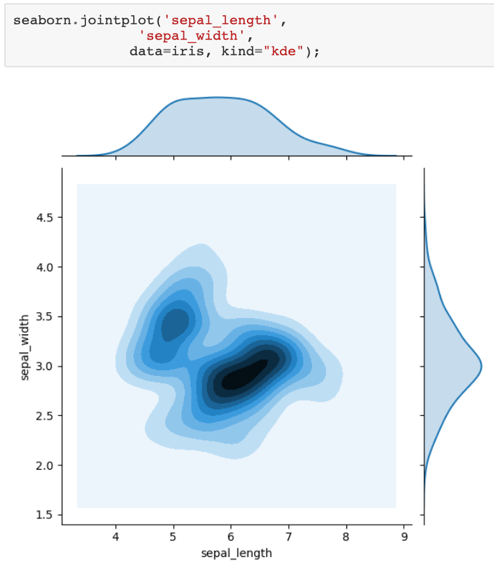 seaborn.jointplot('sepal_length',
'sepal_width',
data=iris, kind="kde");
4.5
4.0
3.5
3.0
2.5
2.0
1.5
sepal_width
4 5 6 7 8 9
sepal_length